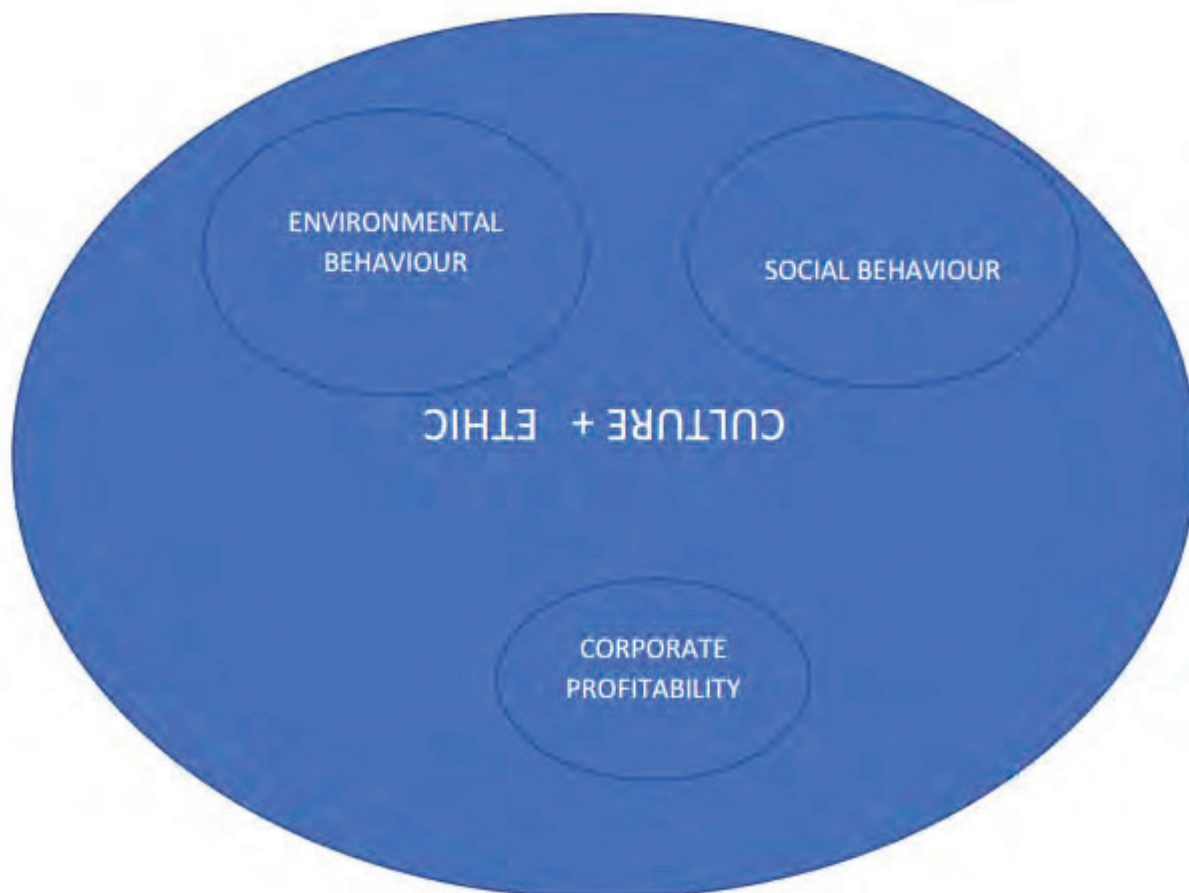 ENVIRONMENTAL
BEHAVIOUR
SOCIAL BEHAVIOUR
CULTURE + ETHIC
CORPORATE
PROFITABILITY